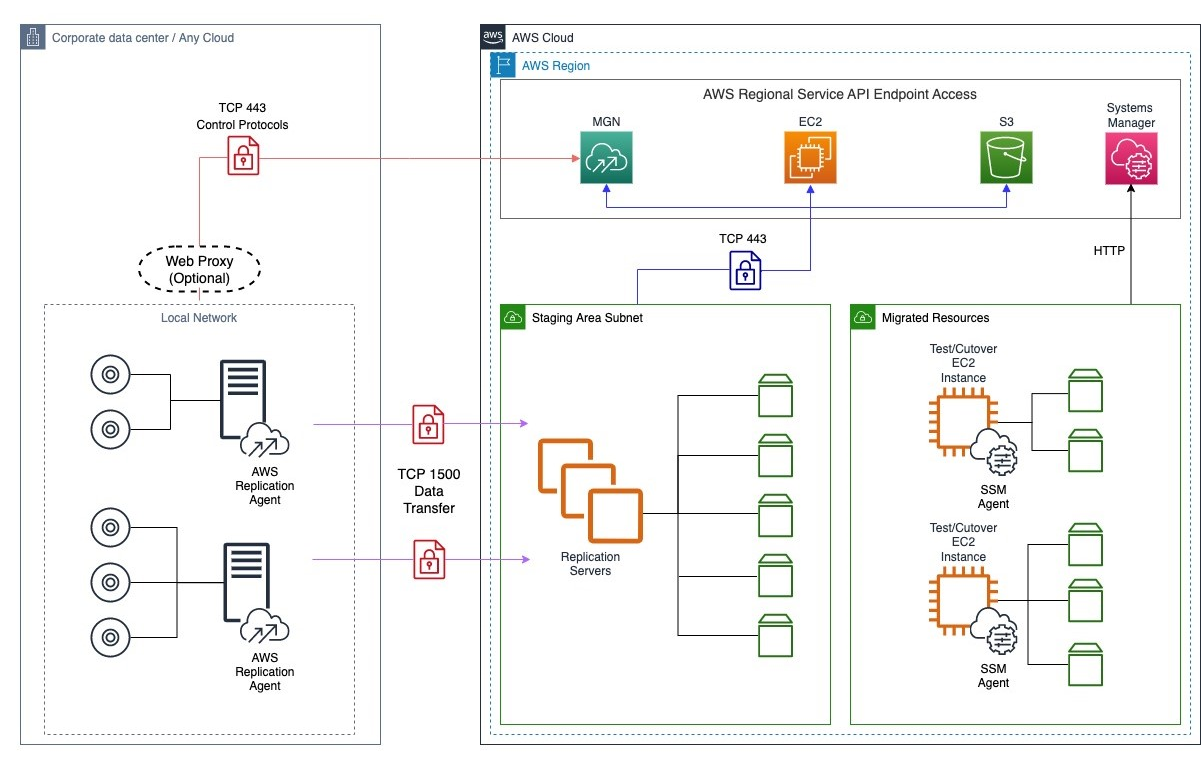 Corporate data center / Any Cloud
TCP 443
Control Protocols
Web Proxy
(Optional)
Local Network
AWS
Replication
Agent
AWS
Replication
Agent
TCP 1500
Data
Transfer
aws
AWS Cloud
AWS Region
AWS Regional Service API Endpoint Access
MGN
EC2
S3
Systems
Manager
TCP 443
HTTP
Staging Area Subnet
Replication
Servers
Migrated Resources
Test/Cutover
EC2
Instance
SSM
Agent
Test/Cutover
EC2
Instance
SSM
Agent